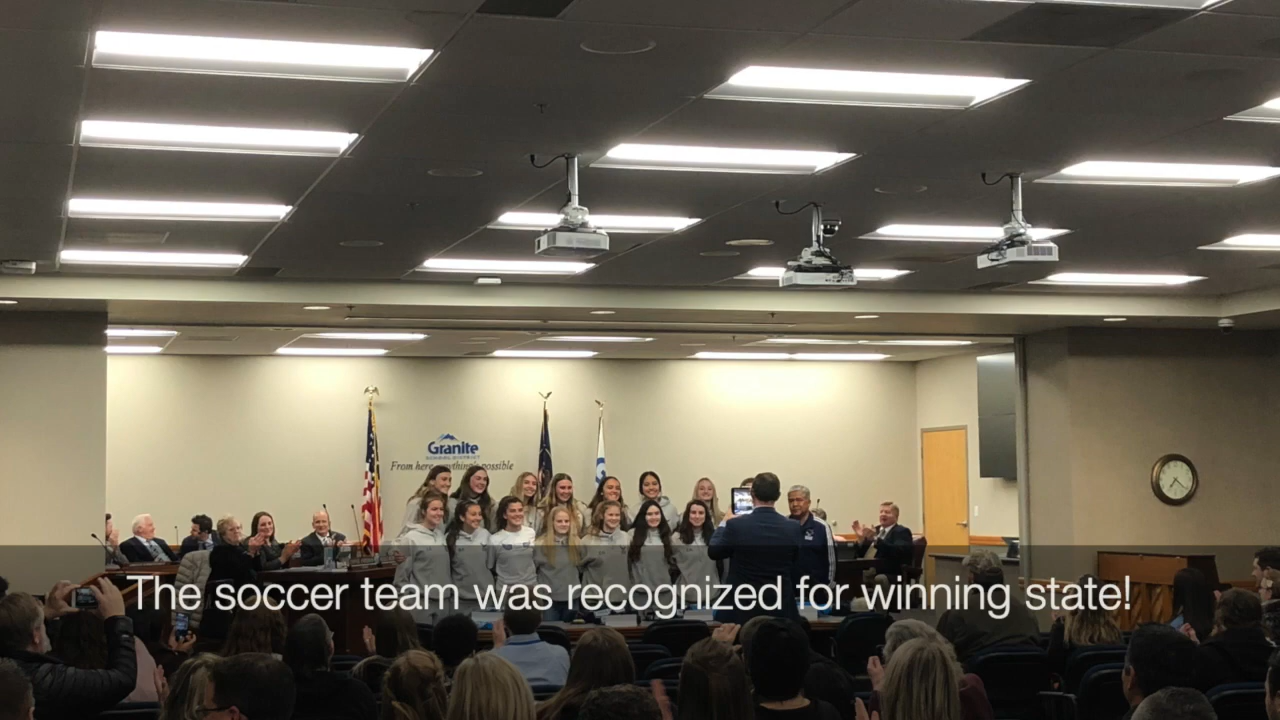 Granite
From here, anything's possible
The soccer team was recognized for winning state!